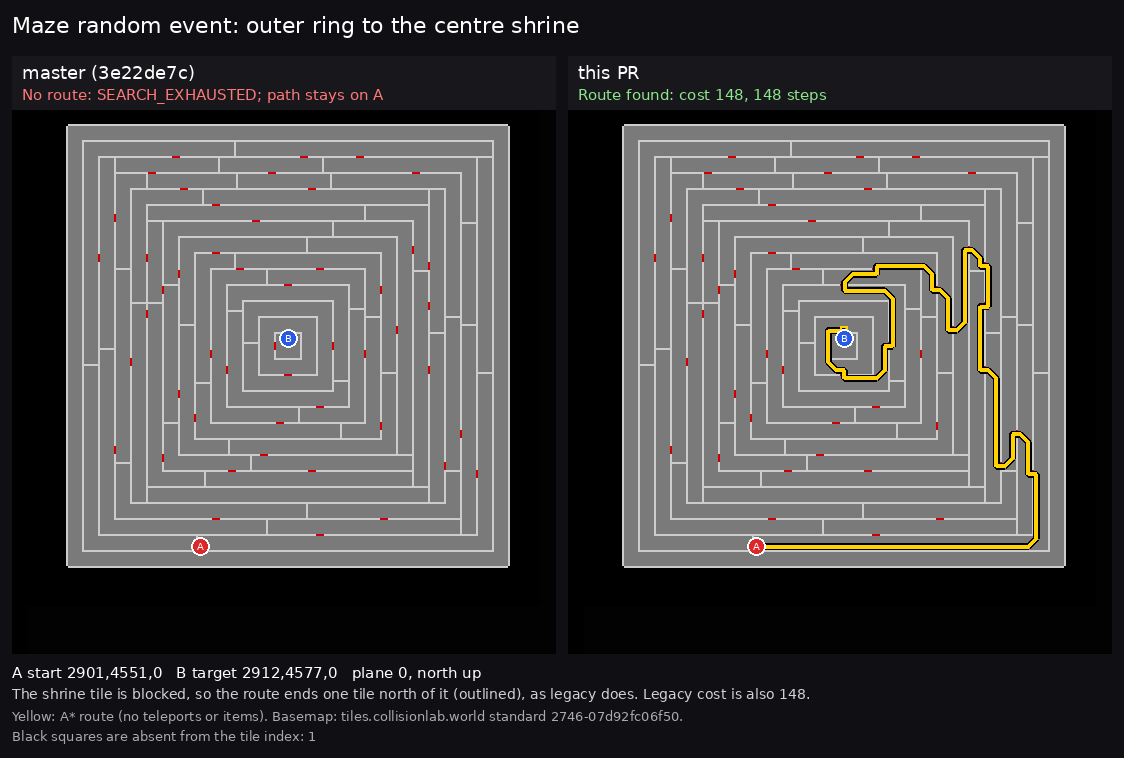 Maze random event: outer ring to the centre shrine
master (3e22de7c)
No route: SEARCH_EXHAUSTED; path stays on A
this PR
Route found: cost 148, 148 steps
B
A
B
A
A start 2901,4551,0   B target 2912,4577,0   plane 0, north up
The shrine tile is blocked, so the route ends one tile north of it (outlined), as legacy does. Legacy cost is also 148.
Yellow: A* route (no teleports or items). Basemap: tiles.collisionlab.world standard 2746-07d92fc06f50.
Black squares are absent from the tile index: 1